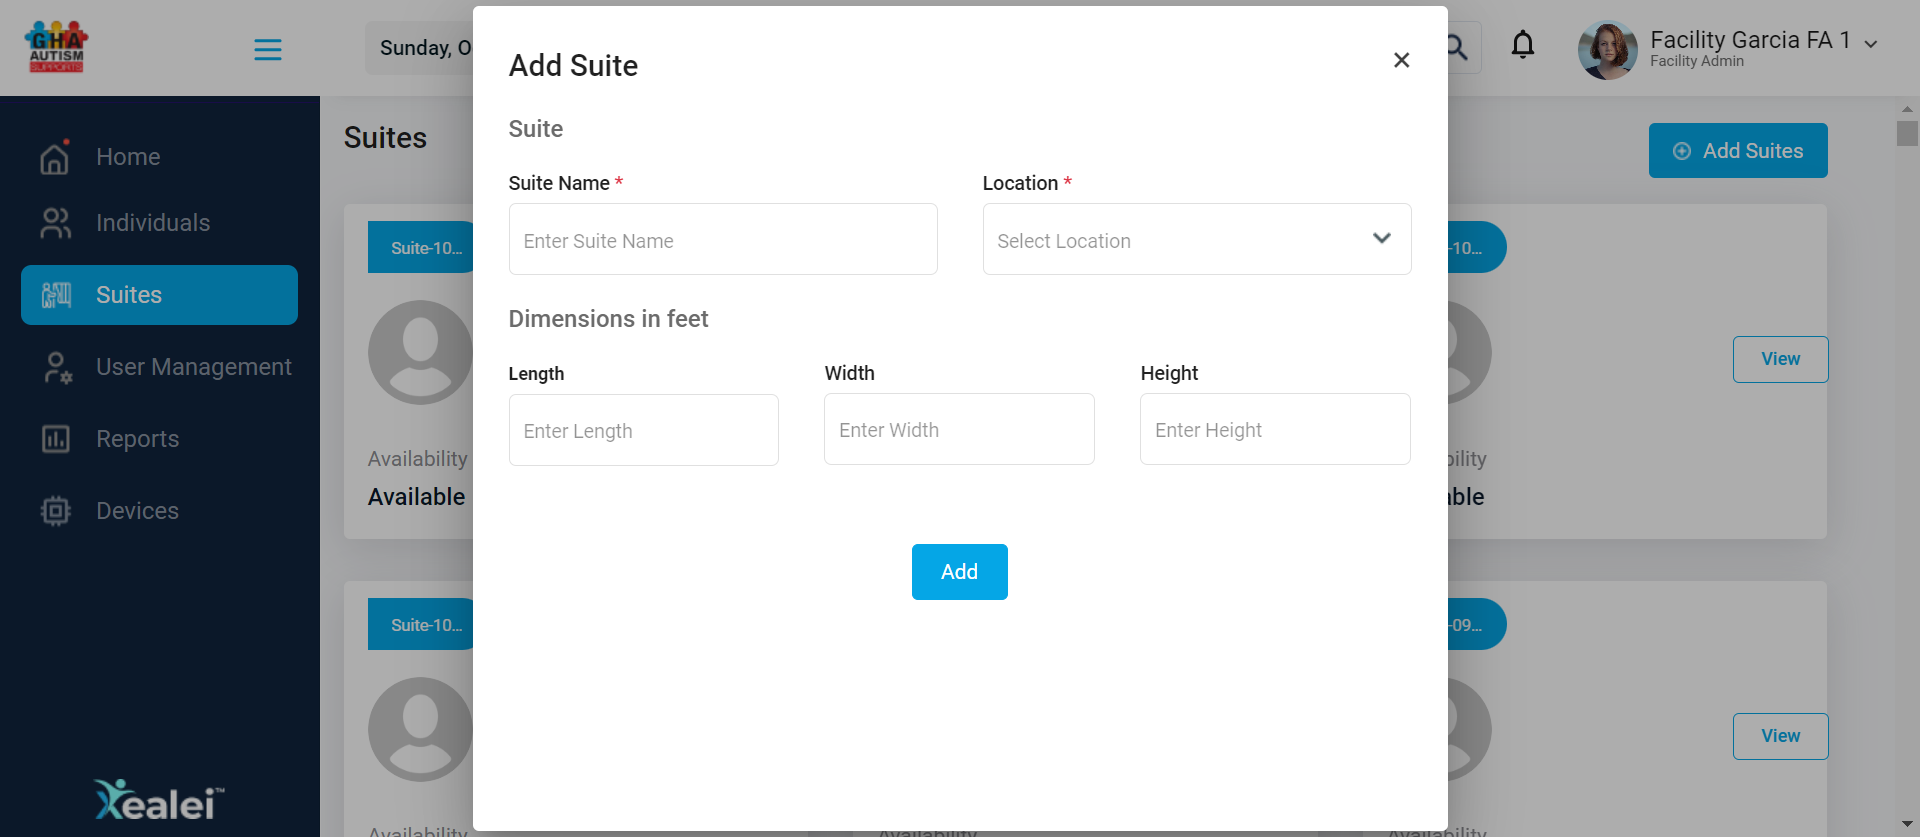 GHA
AUTISM
SUPPORTS
Sunday, O
Facility Garcia FA 1
Facility Admin
Home
Individuals
Suites
User Management
Reports
Devices
Xealei™
Suites
Add Suites
Suite-10...
Availability
Available
-10...
View
bility
able
Suite-10...
-09...
View
Availability
Availability
Availability
Add Suite
Suite
Suite Name *
Location *
Enter Suite Name
Select Location
Dimensions in feet
Length
Width
Height
Enter Length
Enter Width
Enter Height
Add